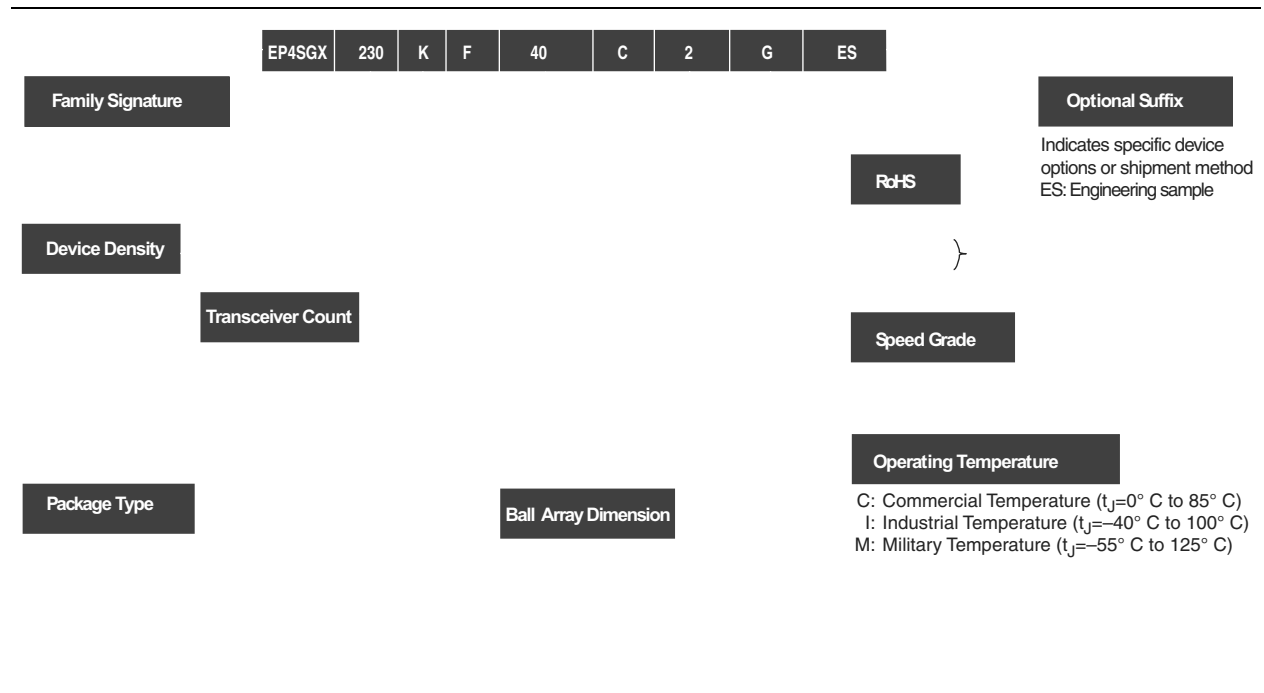 EP4SGX 230 K F 40 C 2 G ES
Family Signature
Optional Suffix
Indicates specific device
options or shipment method
ES: Engineering sample
RoHS
Device Density
Transceiver Count
Speed Grade
Operating Temperature
C: Commercial Temperature (tJ=0° C to 85° C)
I: Industrial Temperature (tJ=–40° C to 100° C)
M: Military Temperature (tJ=–55° C to 125° C)
Package Type
Ball Array Dimension